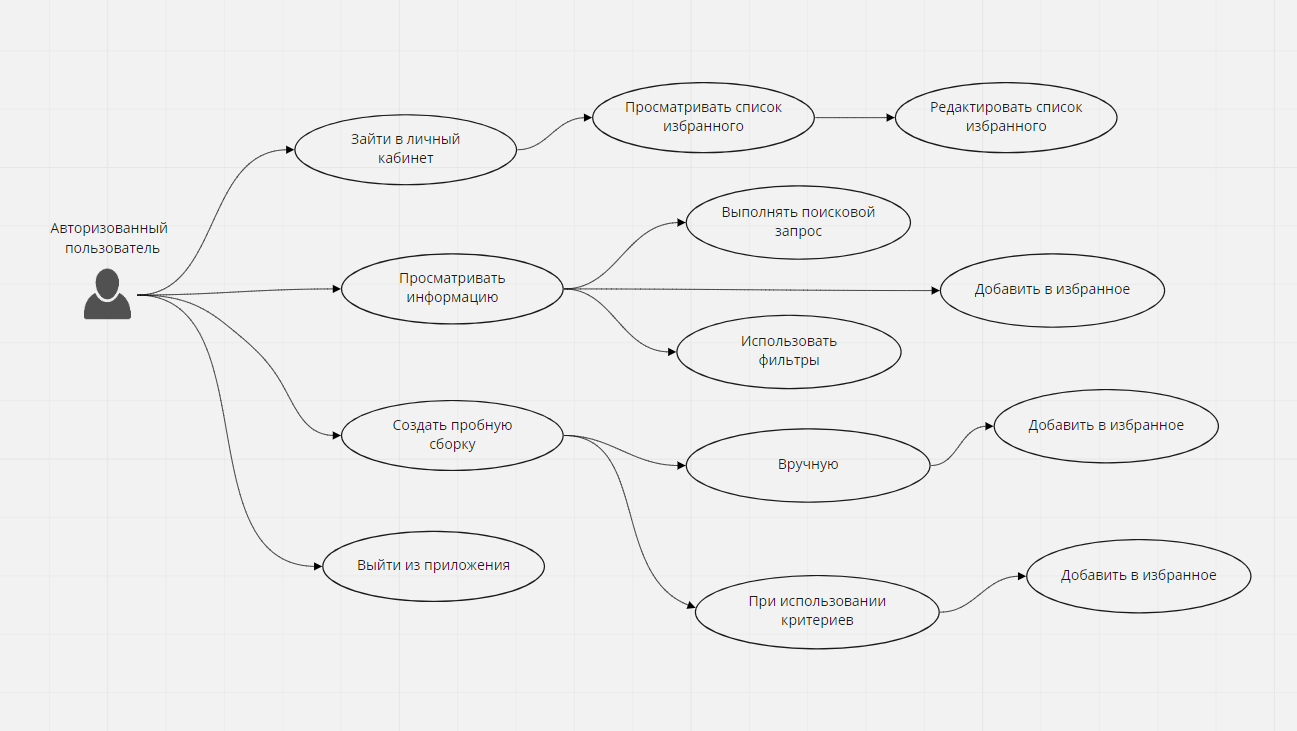 Просматривать список
избранного
Редактировать список
избранного
Зайти в личный
кабинет
Выполнять поисковой
запрос
Авторизованный
пользователь
Просматривать
информацию
Добавить в избранное
Использовать
фильтры
Создать пробную
сборку
Добавить в избранное
Вручную
Выйти из приложения
Добавить в избранное
При использовании
критериев